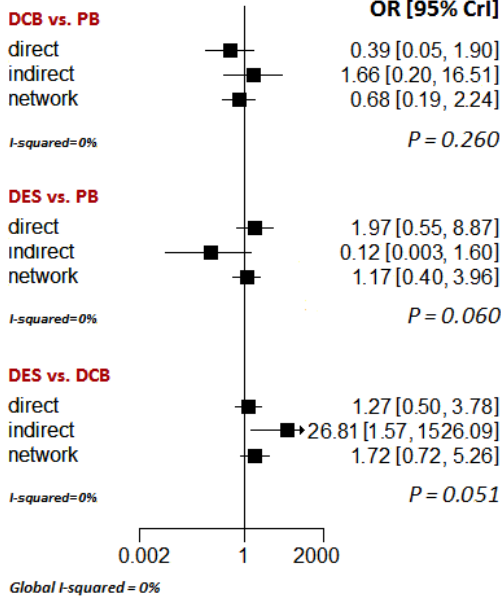 OR [95% CrI]
DCB vs. PB
direct 0.39 [0.05, 1.90]
indirect 1.66 [0.20, 16.51]
network 0.68 [0.19, 2.24]
I-squared=0% P = 0.260
DES vs. PB
direct 1.97 [0.55, 8.87]
indirect 0.12 [0.003, 1.60]
network 1.17 [0.40, 3.96]
I-squared=0% P = 0.060
DES vs. DCB
direct 1.27 [0.50, 3.78]
indirect 26.81 [1.57, 1526.09]
network 1.72 [0.72, 5.26]
I-squared=0% P = 0.051
0.002 1 2000
Global I-squared = 0%